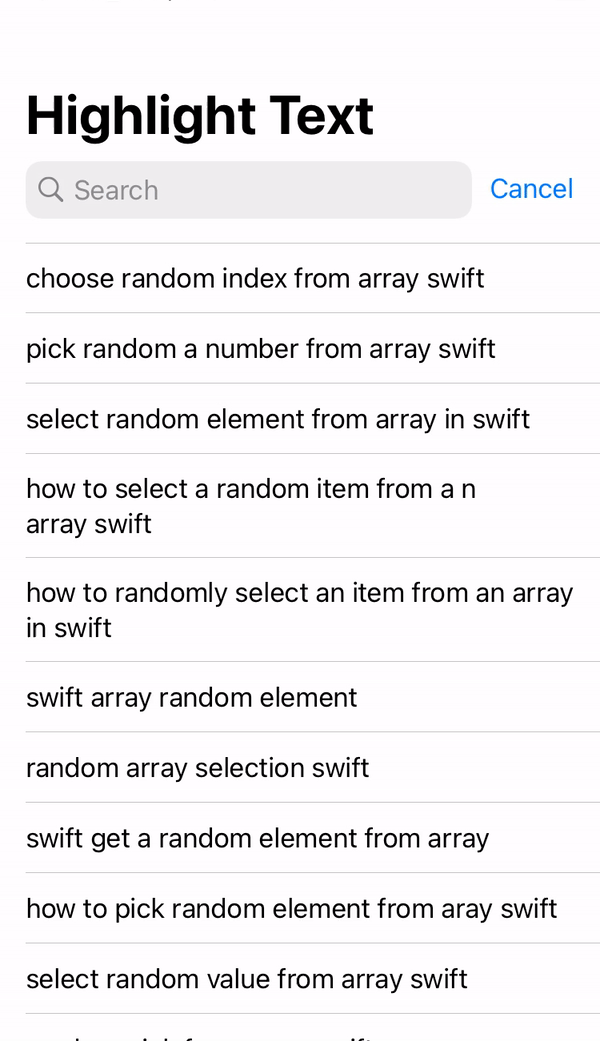 Highlight Text
Search
Cancel
choose random index from array swift
pick random a number from array swift
select random element from array in swift
how to select a random item from a n
array swift
how to randomly select an item from an array
in swift
swift array random element
random array selection swift
swift get a random element from array
how to pick random element from aray swift
select random value from array swift